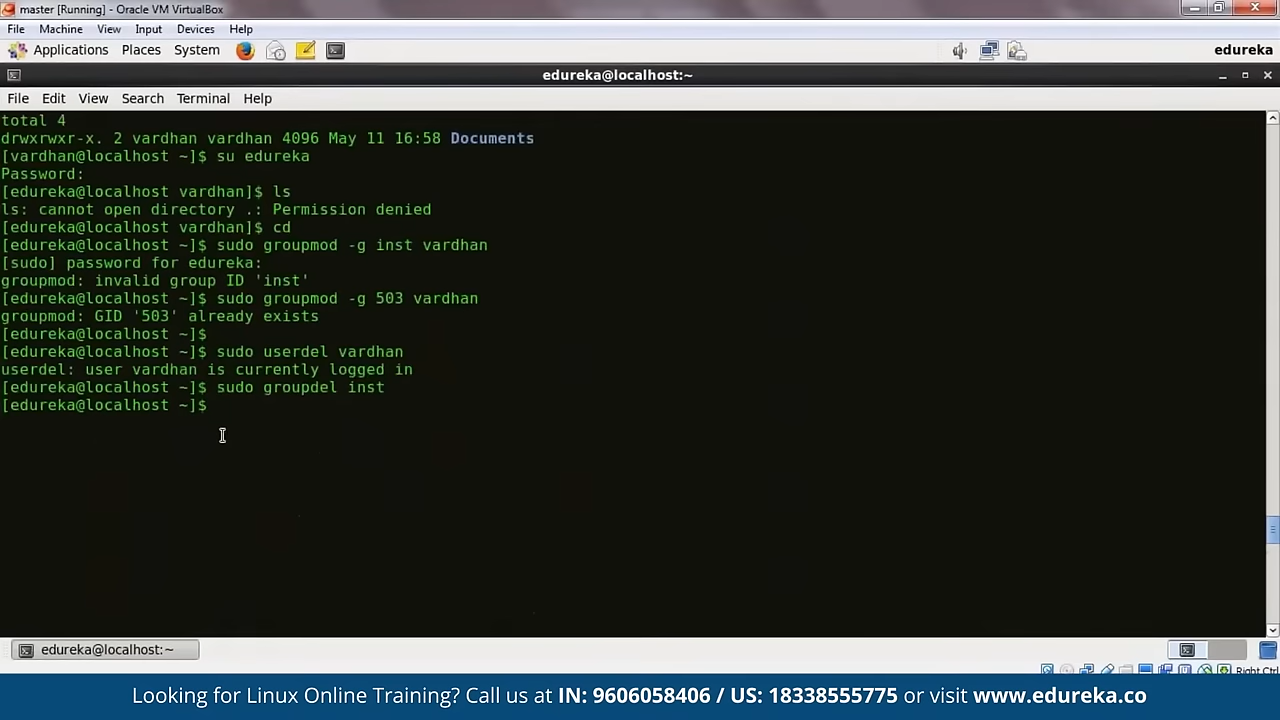 master [Running] - Oracle VM VirtualBox
File Machine View Input Devices Help
Applications Places System edureka
edureka@localhost:~
File Edit View Search Terminal Help
total 4
drwxrwxr-x. 2 vardhan vardhan 4096 May 11 16:58 Documents
[vardhan@localhost ~]$ su edureka
Password:
[edureka@localhost vardhan]$ ls
ls: cannot open directory .: Permission denied
[edureka@localhost vardhan]$ cd
[edureka@localhost ~]$ sudo groupmod -g inst vardhan
[sudo] password for edureka:
groupmod: invalid group ID 'inst'
[edureka@localhost ~]$ sudo groupmod -g 503 vardhan
groupmod: GID '503' already exists
[edureka@localhost ~]$
[edureka@localhost ~]$ sudo userdel vardhan
userdel: user vardhan is currently logged in
[edureka@localhost ~]$ sudo groupdel inst
[edureka@localhost ~]$
edureka@localhost:~
Right Ctrl
Looking for Linux Online Training? Call us at IN: 9606058406 / US: 18338555775 or visit www.edureka.co